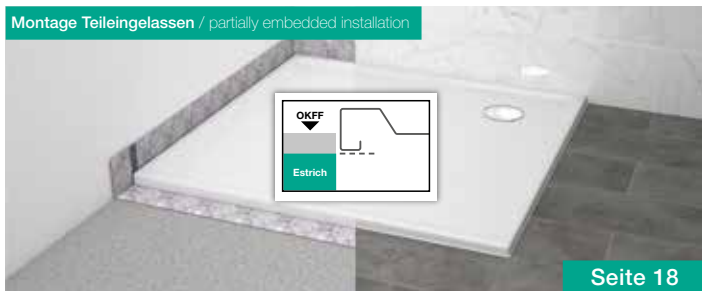 Montage Teileingelassen / partially embedded installation
OKFF
Estrich
Seite 18